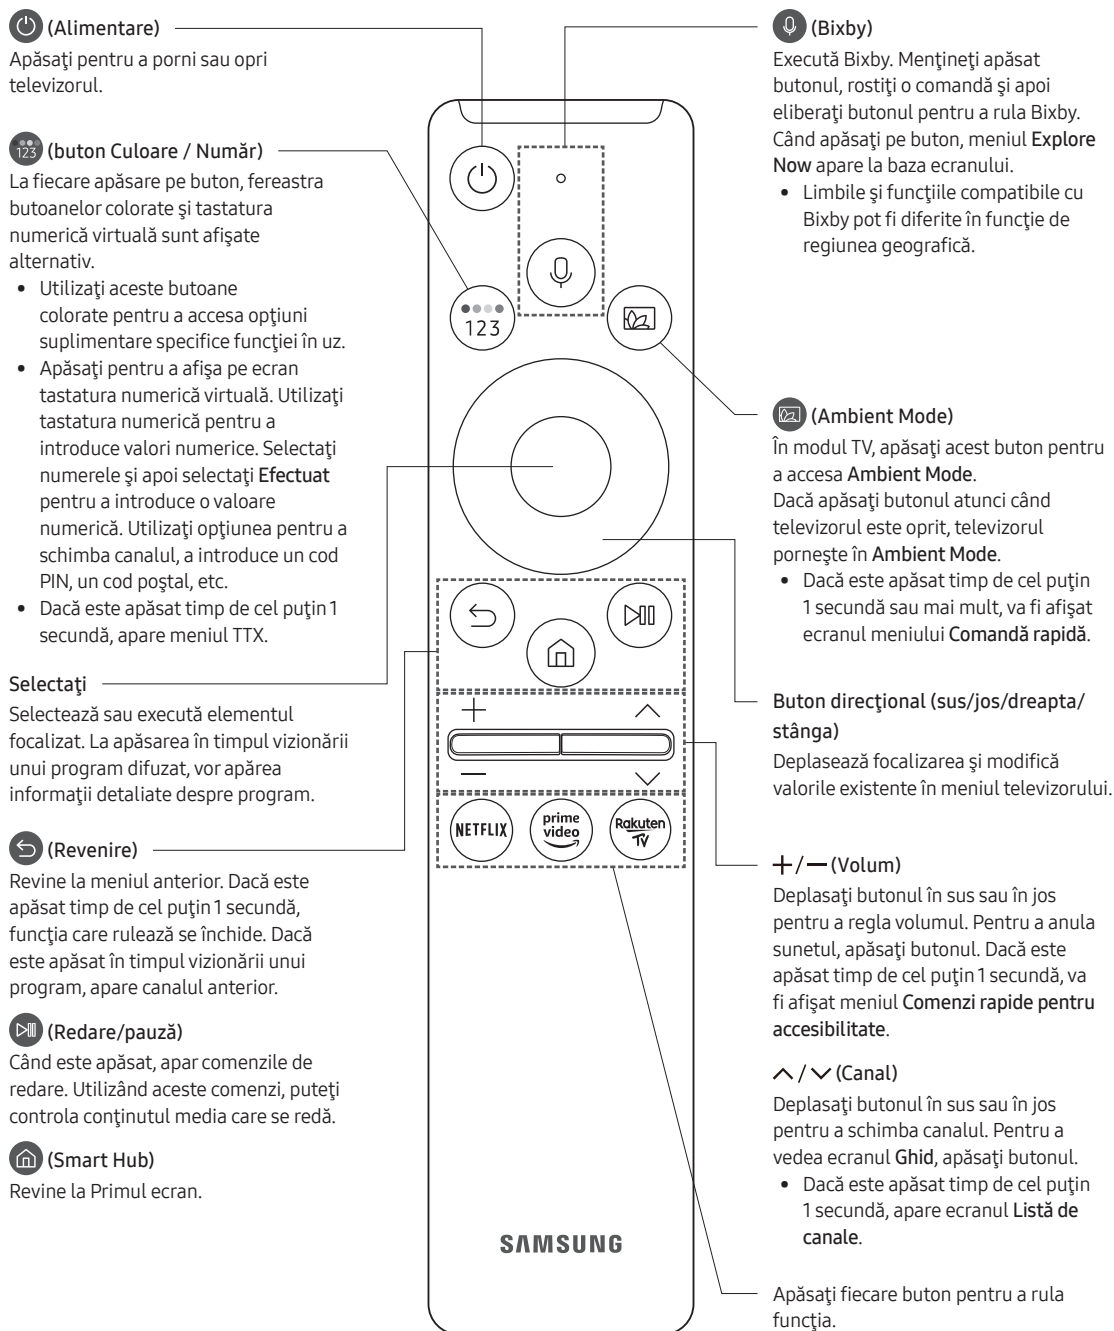 (Alimentare)
Apăsaţi pentru a porni sau opri
televizorul.
123 (buton Culoare / Număr)
La fiecare apăsare pe buton, fereastra
butoanelor colorate şi tastatura
numerică virtuală sunt afişate
alternativ.
• Utilizaţi aceste butoane
colorate pentru a accesa opţiuni
suplimentare specifice funcţiei în uz.
• Apăsaţi pentru a afişa pe ecran
tastatura numerică virtuală. Utilizaţi
tastatura numerică pentru a
introduce valori numerice. Selectaţi
numerele şi apoi selectaţi Efectuat
pentru a introduce o valoare
numerică. Utilizaţi opţiunea pentru a
schimba canalul, a introduce un cod
PIN, un cod poştal, etc.
• Dacă este apăsat timp de cel puţin 1
secundă, apare meniul TTX.
Selectaţi
Selectează sau execută elementul
focalizat. La apăsarea în timpul vizionării
unui program difuzat, vor apărea
informaţii detaliate despre program.
(Revenire)
Revine la meniul anterior. Dacă este
apăsat timp de cel puţin 1 secundă,
funcţia care rulează se închide. Dacă
este apăsat în timpul vizionării unui
program, apare canalul anterior.
(Redare/pauză)
Când este apăsat, apar comenzile de
redare. Utilizând aceste comenzi, puteţi
controla conţinutul media care se redă.
(Smart Hub)
Revine la Primul ecran.
123
NETFLIX
prime
video
Rakuten
TV
SAMSUNG
(Bixby)
Execută Bixby. Menţineţi apăsat
butonul, rostiţi o comandă şi apoi
eliberaţi butonul pentru a rula Bixby.
Când apăsaţi pe buton, meniul Explore
Now apare la baza ecranului.
• Limbile şi funcţiile compatibile cu
Bixby pot fi diferite în funcţie de
regiunea geografică.
(Ambient Mode)
În modul TV, apăsaţi acest buton pentru
a accesa Ambient Mode.
Dacă apăsaţi butonul atunci când
televizorul este oprit, televizorul
porneşte în Ambient Mode.
• Dacă este apăsat timp de cel puţin
1 secundă sau mai mult, va fi afişat
ecranul meniului Comandă rapidă.
Buton direcţional (sus/jos/dreapta/
stânga)
Deplasează focalizarea şi modifică
valorile existente în meniul televizorului.
+/− (Volum)
Deplasaţi butonul în sus sau în jos
pentru a regla volumul. Pentru a anula
sunetul, apăsaţi butonul. Dacă este
apăsat timp de cel puţin 1 secundă, va
fi afişat meniul Comenzi rapide pentru
accesibilitate.
/ (Canal)
Deplasaţi butonul în sus sau în jos
pentru a schimba canalul. Pentru a
vedea ecranul Ghid, apăsaţi butonul.
• Dacă este apăsat timp de cel puţin
1 secundă, apare ecranul Listă de
canale.
Apăsaţi fiecare buton pentru a rula
funcţia.